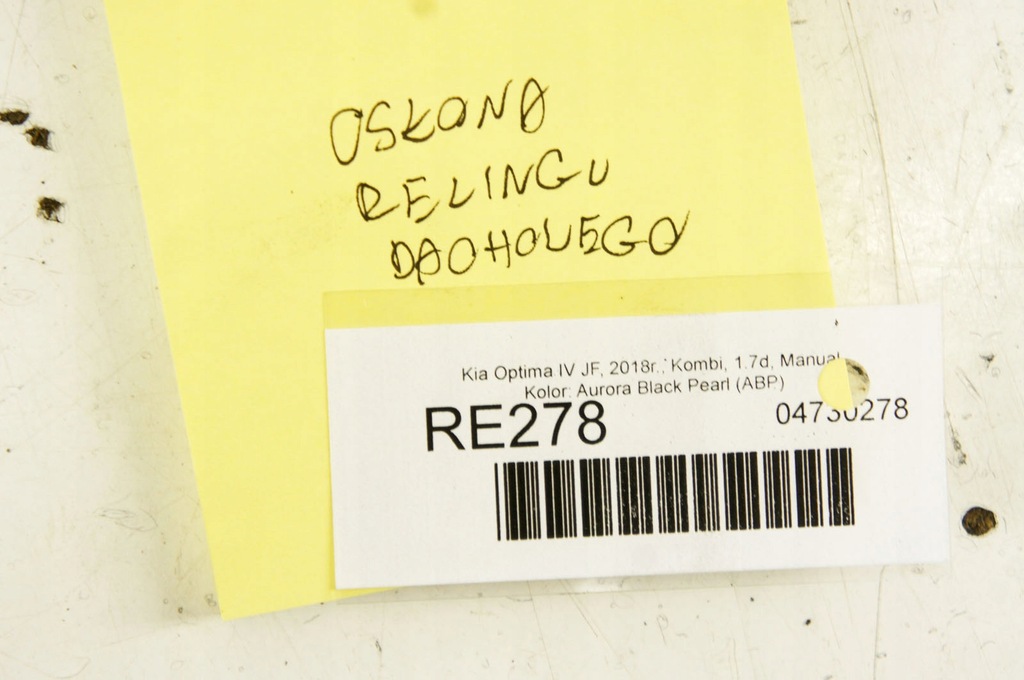 OSŁONA
RELINGU
DACHOWEGO
Kia Optima IV JF, 2018r., Kombi, 1.7d, Manual
Kolor: Aurora Black Pearl (ABP)
RE278
04730278